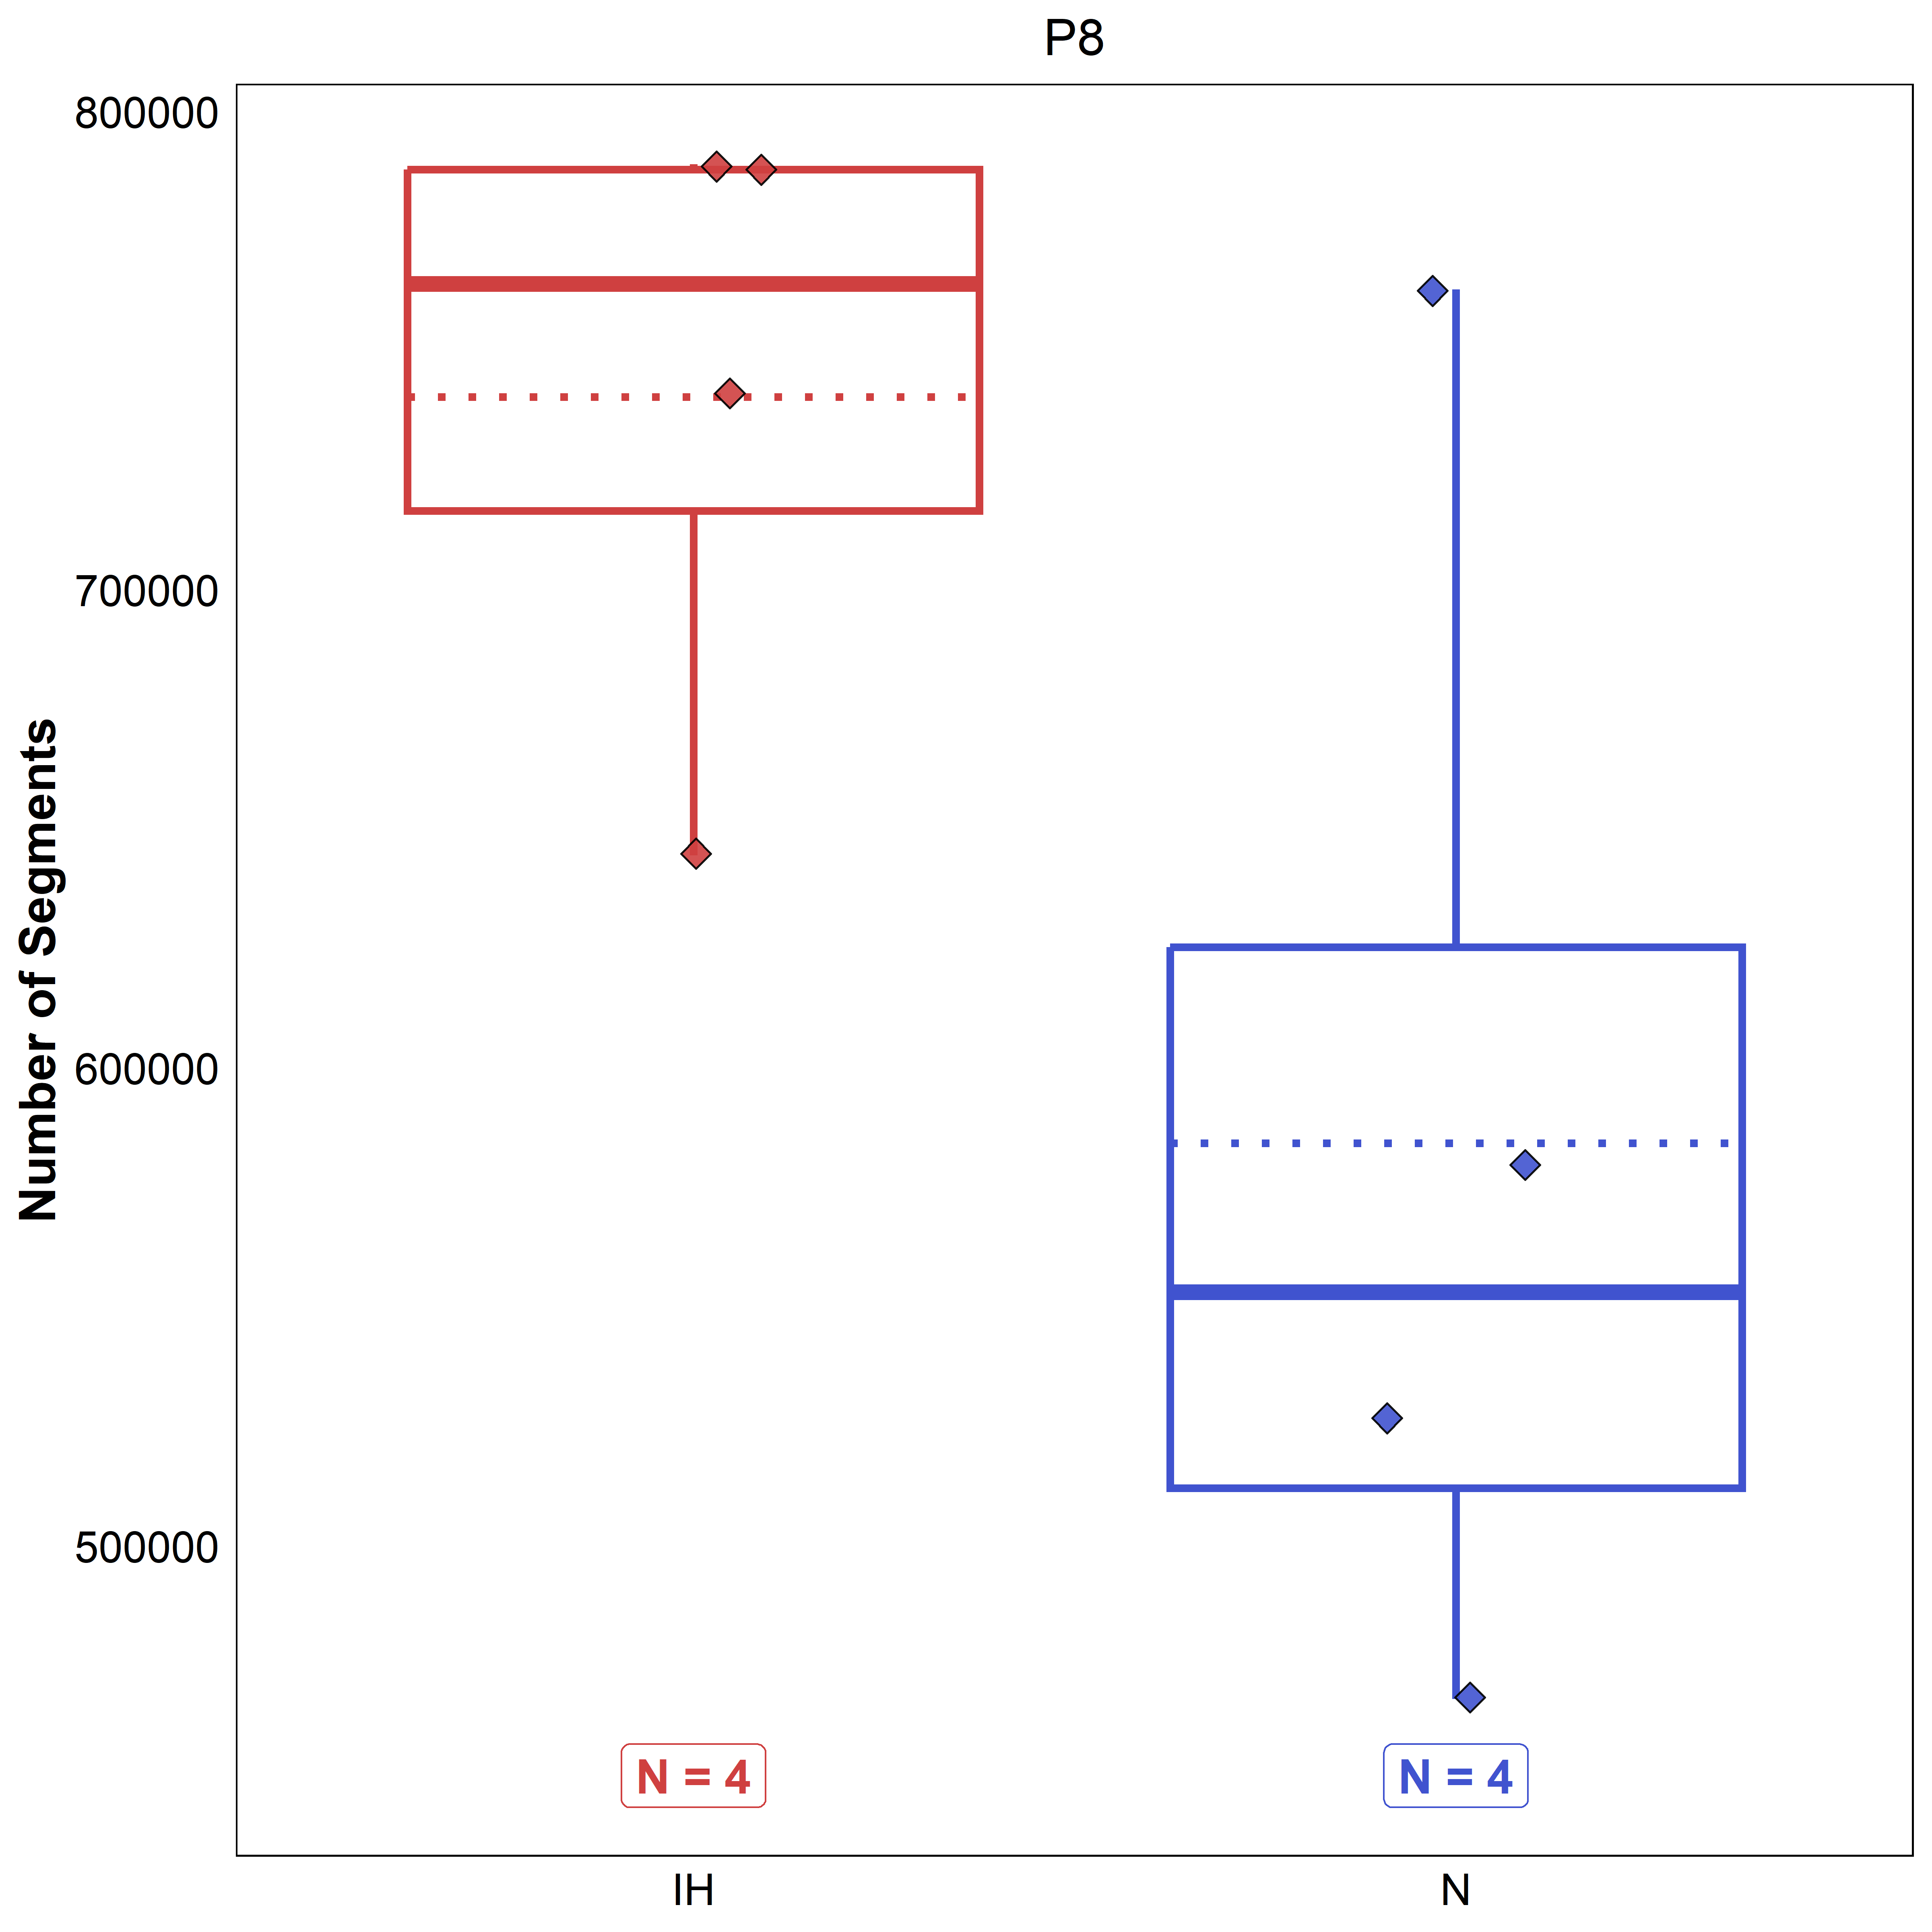 P8
800000
700000
600000
500000
Number of Segments
N = 4
N = 4
IH
N